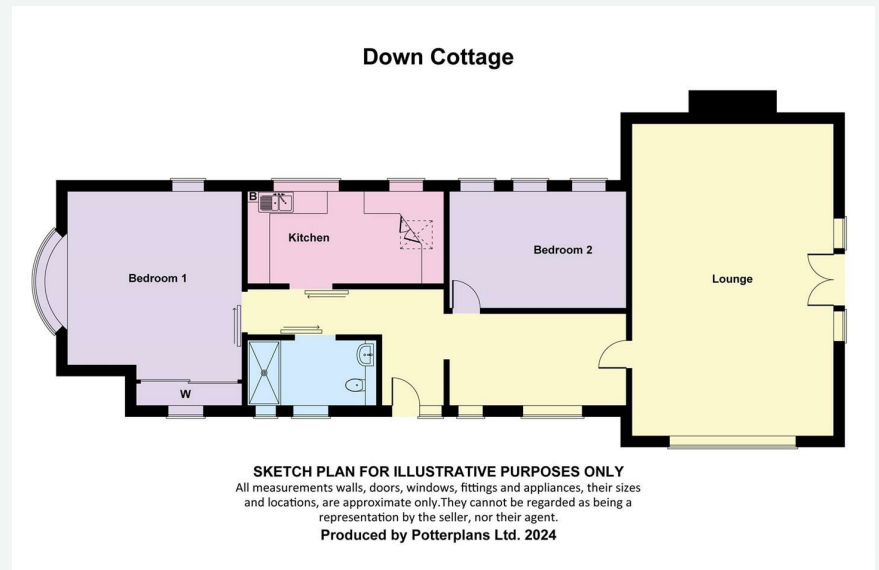 Down Cottage
B
Kitchen
Bedroom 2
Bedroom 1
Lounge
W
SKETCH PLAN FOR ILLUSTRATIVE PURPOSES ONLY
All measurements walls, doors, windows, fittings and appliances, their sizes
and locations, are approximate only.They cannot be regarded as being a
representation by the seller, nor their agent.
Produced by Potterplans Ltd. 2024